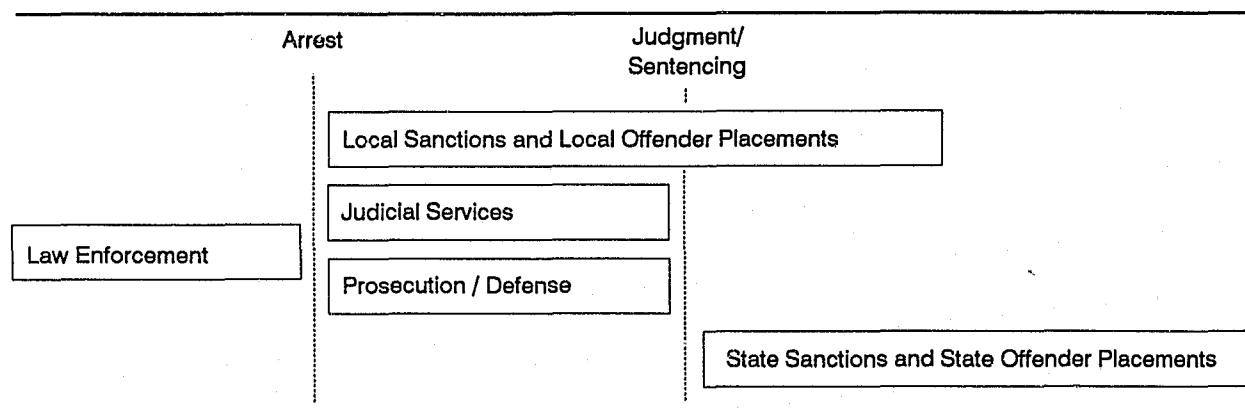 Arrest
Judgment/
Sentencing
Local Sanctions and Local Offender Placements
Judicial Services
Law Enforcement
Prosecution / Defense
State Sanctions and State Offender Placements